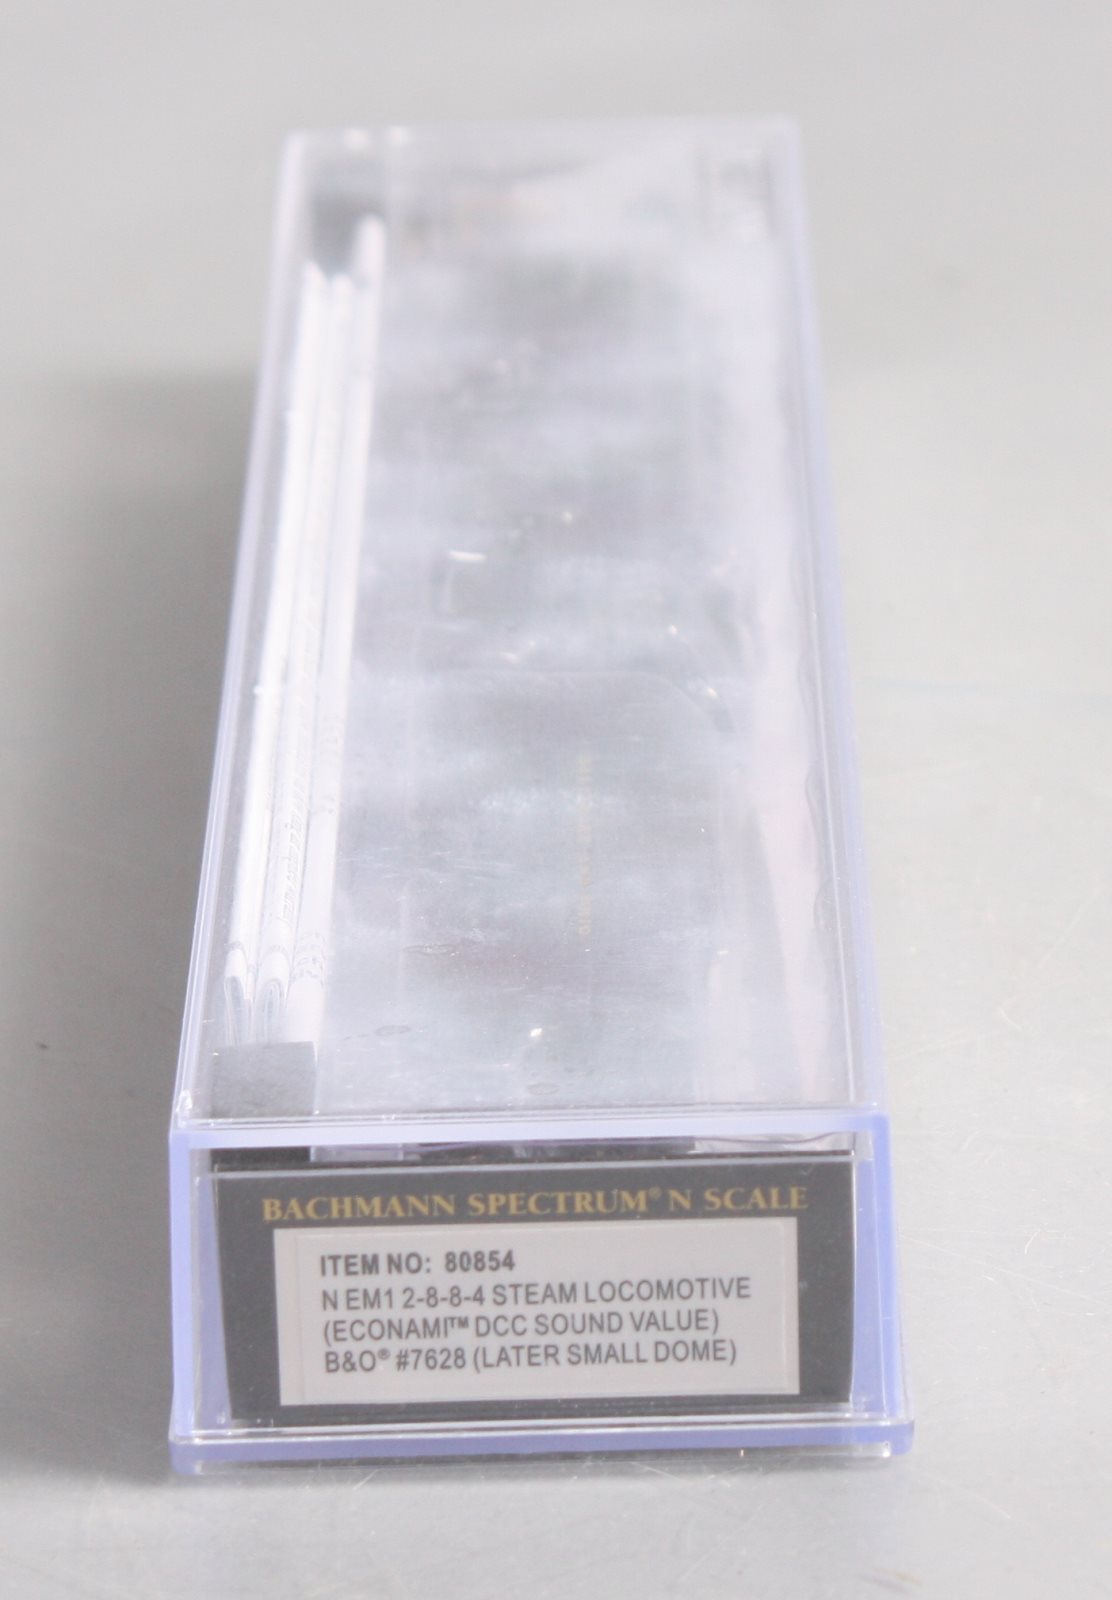 BACHMANN SPECTRUM® N SCALE
ITEM NO: 80854
N EM1 2-8-8-4 STEAM LOCOMOTIVE
(ECONAMI™ DCC SOUND VALUE)
B&O® #7628 (LATER SMALL DOME)